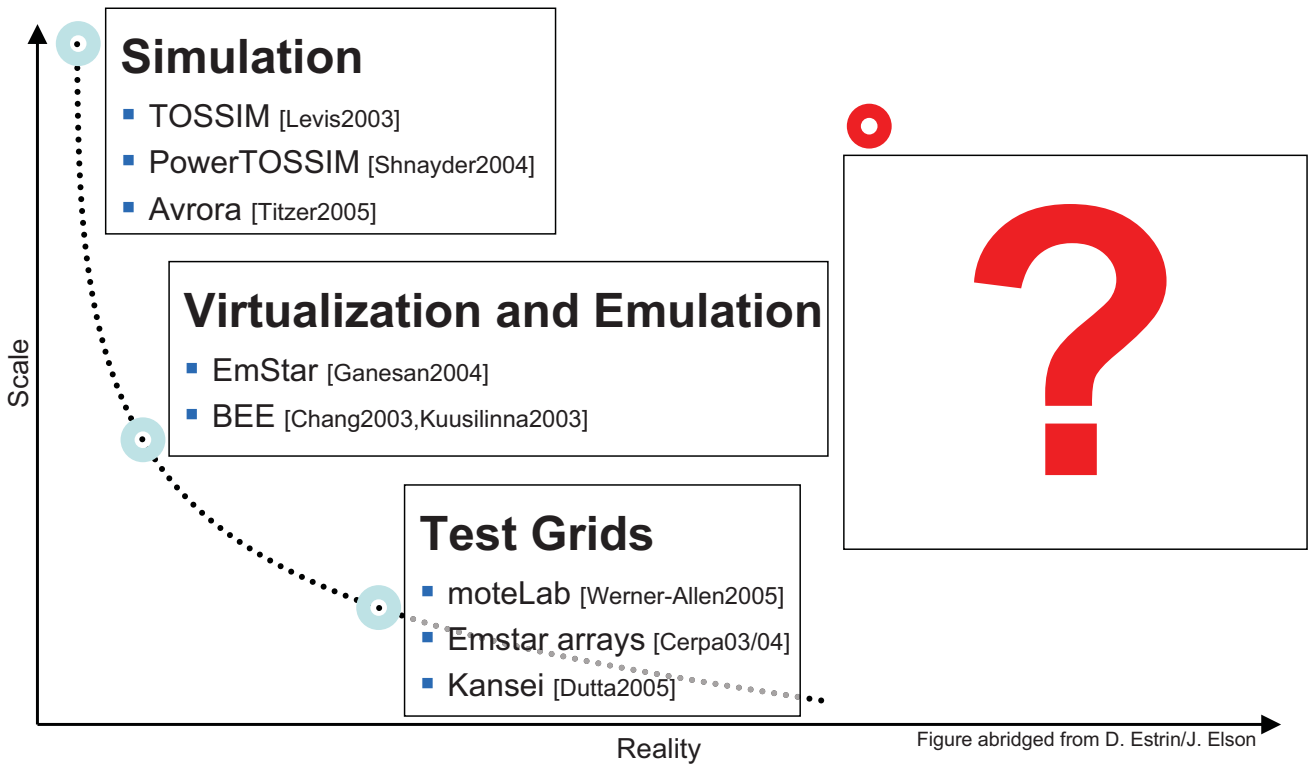 Simulation
TOSSIM [Levis2003]
PowerTOSSIM [Shnayder2004]
Avrora [Titzer2005]
Virtualization and Emulation
EmStar [Ganesan2004]
BEE [Chang2003,Kuusilinna2003]
Test Grids
moteLab [Werner-Allen2005]
Emstar arrays [Cerpa03/04]
Kansei [Dutta2005]
?
Scale
Reality
Figure abridged from D. Estrin/J. Elson